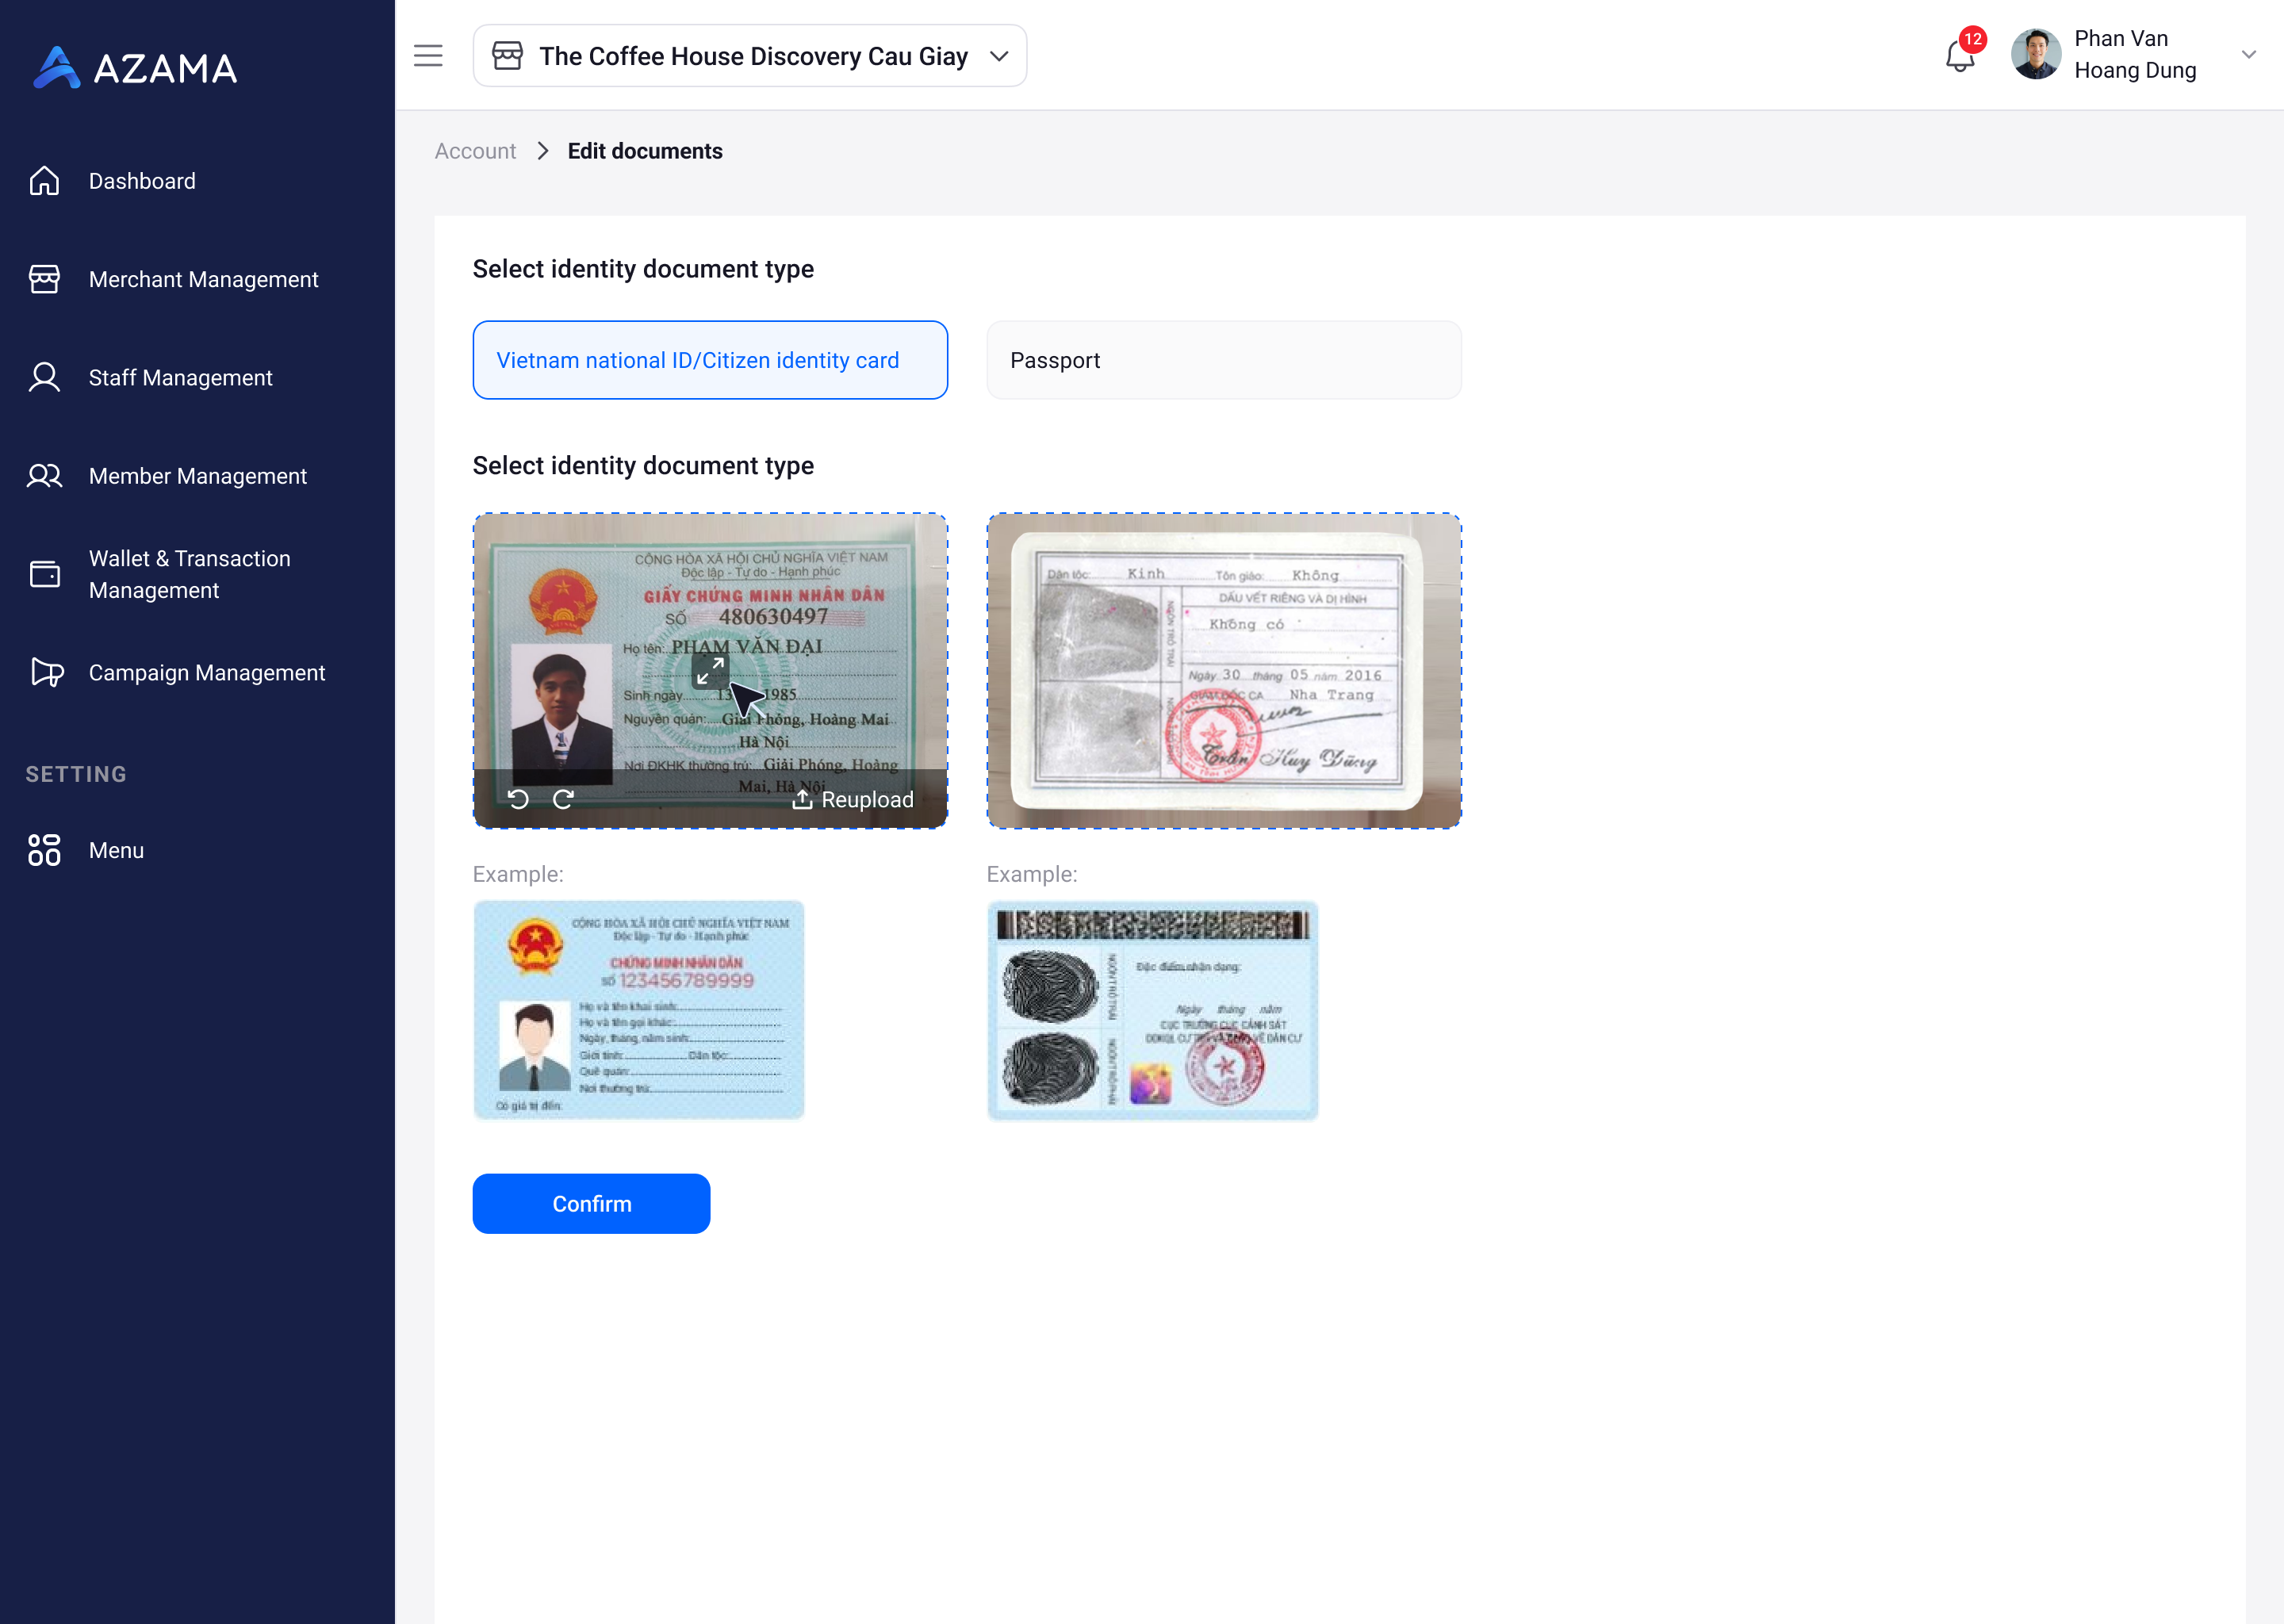 AZAMA
The Coffee House Discovery Cau Giay
12
Phan Van
Hoang Dung
Dashboard
Merchant Management
Staff Management
Member Management
Wallet & Transaction
Management
Campaign Management
SETTING
Menu
Account
Edit documents
Select identity document type
Vietnam national ID/Citizen identity card
Passport
Select identity document type
CỘNG HÒA XÃ HỘI CHỦ NGHĨA VIỆT NAM
Độc lập - Tự do - Hạnh phúc
GIẤY CHỨNG MINH NHÂN DÂN
SỐ 480630497
Họ tên: PHẠM VĂN ĐẠI
Sinh ngày 13 1985
Nguyên quán: Giải Phóng, Hoàng Mai
Hà Nội
Nơi ĐKHK thường trú: Giải Phóng, Hoàng
Mai, Hà Nội
Reupload
Dân tộc: Kinh Tôn giáo: Không
DẤU VẾT RIÊNG VÀ DỊ HÌNH
Không có
NGÓN TRỎ TRÁI
Ngày 30 tháng 05 năm 2016
GIÁM ĐỐC CA Nha Trang
Trần Huy Dũng
Example:
CỘNG HÒA XÃ HỘI CHỦ NGHĨA VIỆT NAM
Độc lập - Tự do - Hạnh phúc
CHỨNG MINH NHÂN DÂN
SỐ 123456789999
Họ và tên khai sinh:
Họ và tên gọi khác:
Ngày, tháng, năm sinh:
Giới tính: Dân tộc:
Quê quán:
Nơi thường trú:
Có giá trị đến:
Example:
NGÓN TRỎ TRÁI
NGÓN TRỎ PHẢI
Đặc điểm nhận dạng:
Ngày tháng năm
CỤC TRƯỞNG CỤC CẢNH SÁT
ĐKQL CƯ TRÚ VÀ DLQG VỀ DÂN CƯ
Confirm